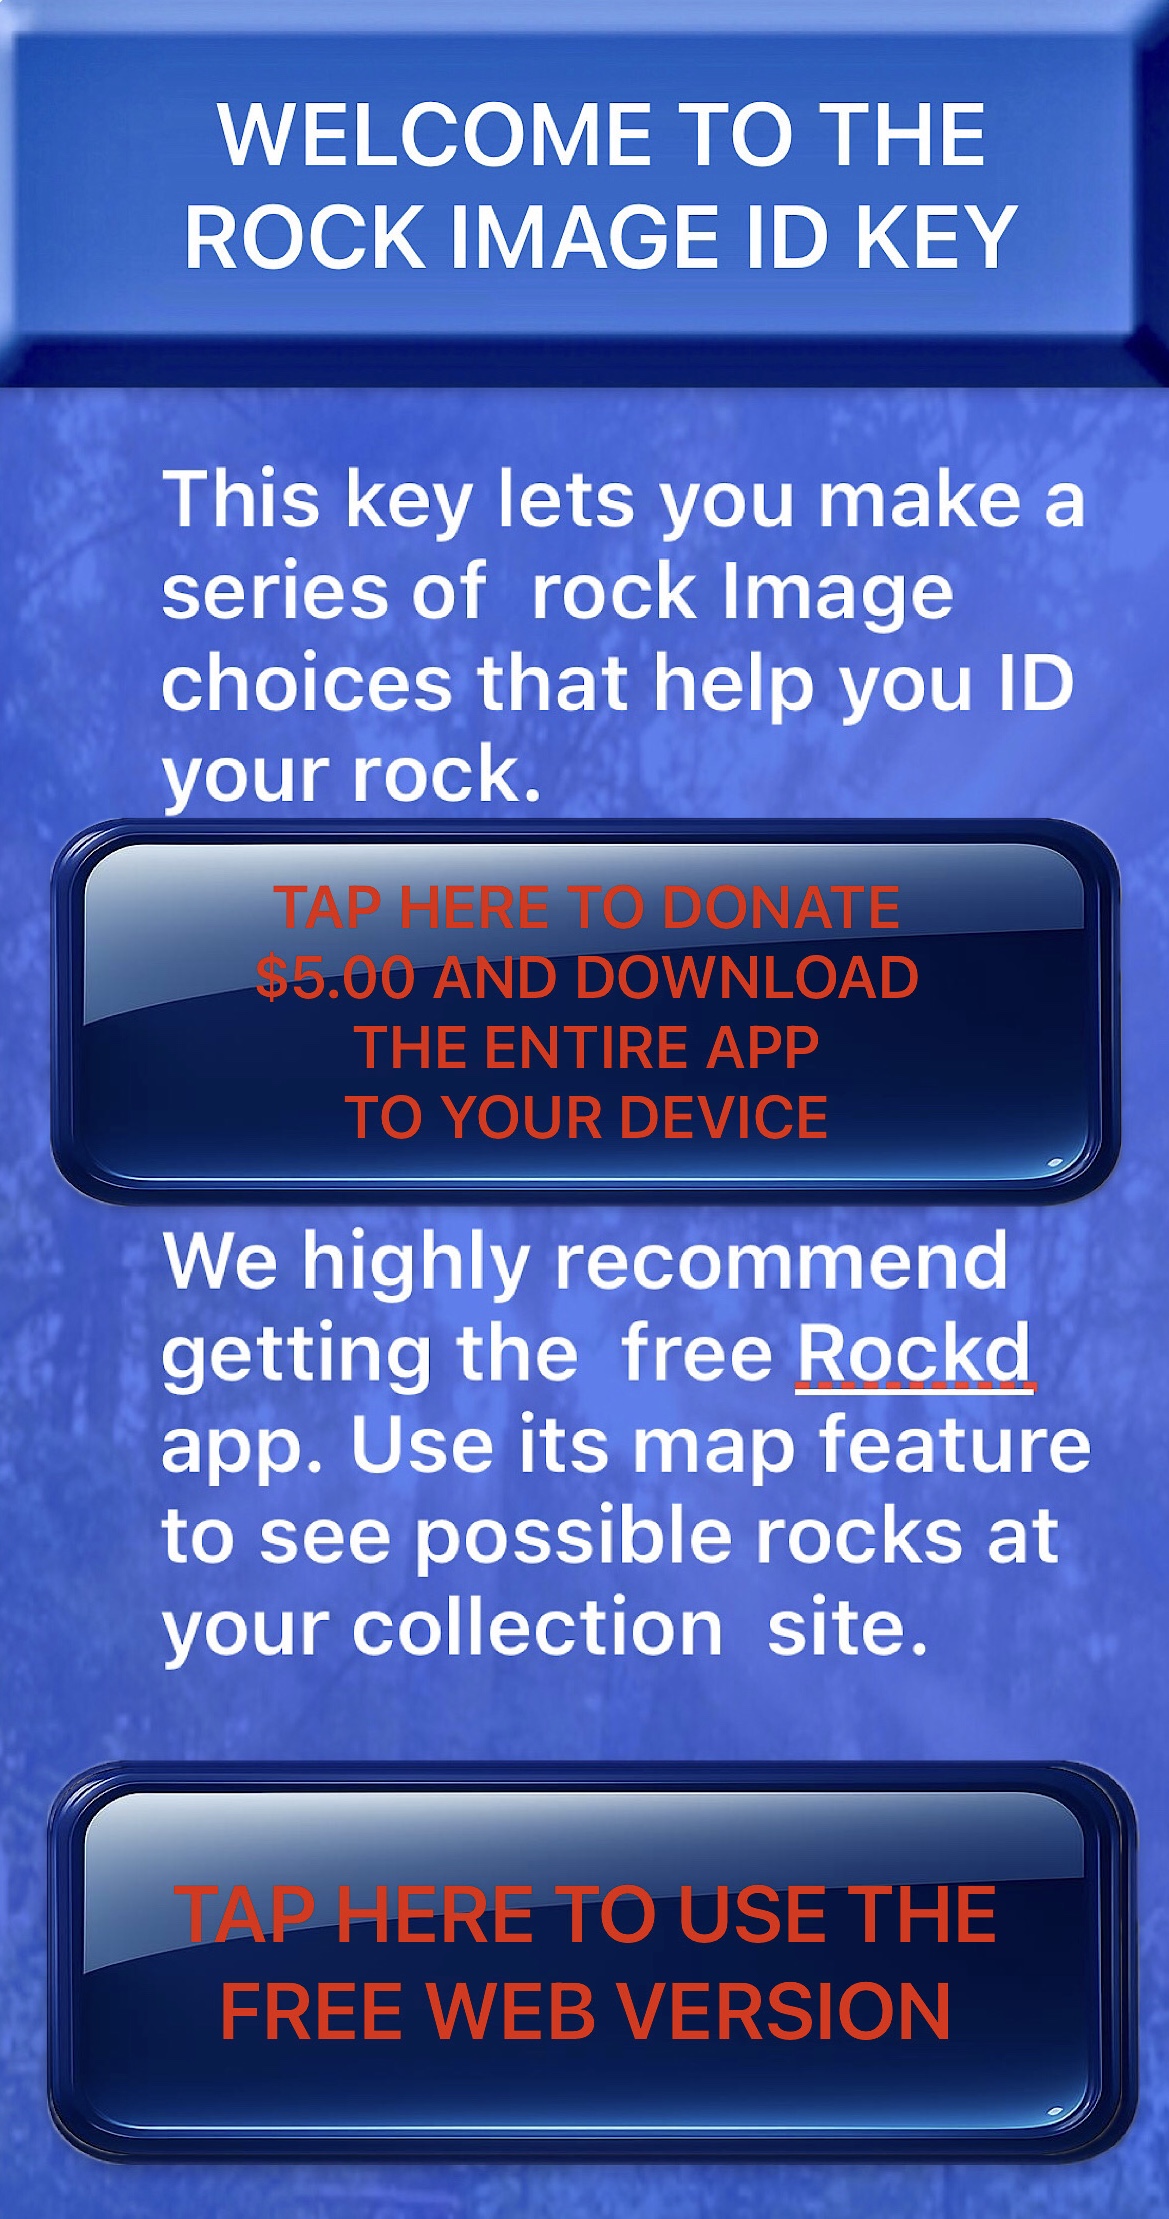 WELCOME TO THE
ROCK IMAGE ID KEY
This key lets you make a
series of  rock Image
choices that help you ID
your rock.
TAP HERE TO DONATE
$5.00 AND DOWNLOAD
THE ENTIRE APP
TO YOUR DEVICE
We highly recommend
getting the  free Rockd
app. Use its map feature
to see possible rocks at
your collection  site.
TAP HERE TO USE THE
FREE WEB VERSION